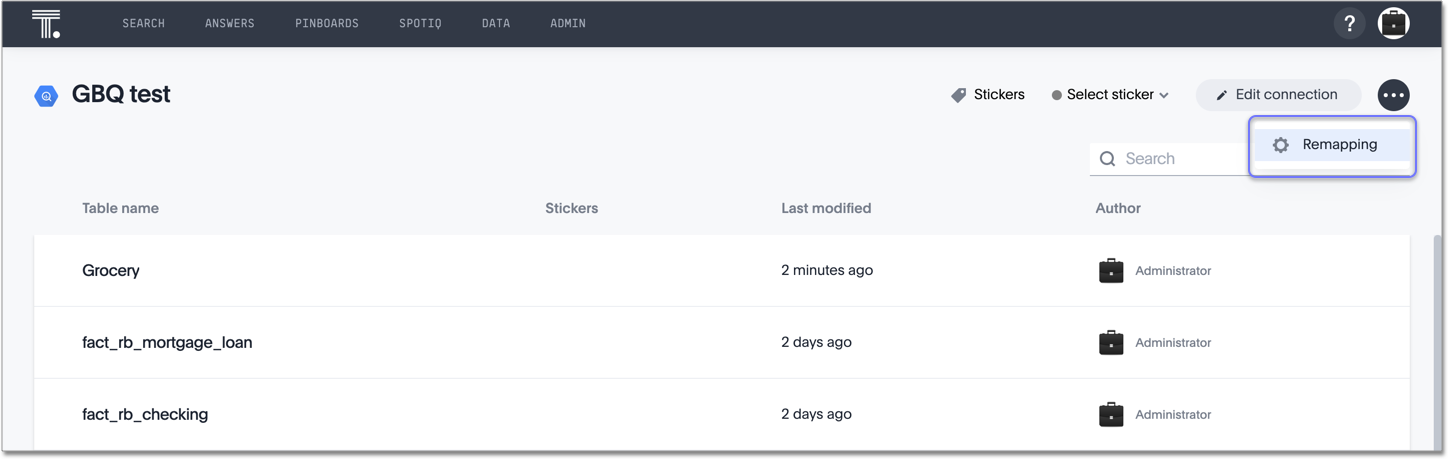 T. SEARCH ANSWERS PINBOARDS SPOTIQ DATA ADMIN ?
GBQ test Stickers Select sticker Edit connection
Remapping
Search
Table name Stickers Last modified Author
Grocery 2 minutes ago Administrator
fact_rb_mortgage_loan 2 days ago Administrator
fact_rb_checking 2 days ago Administrator